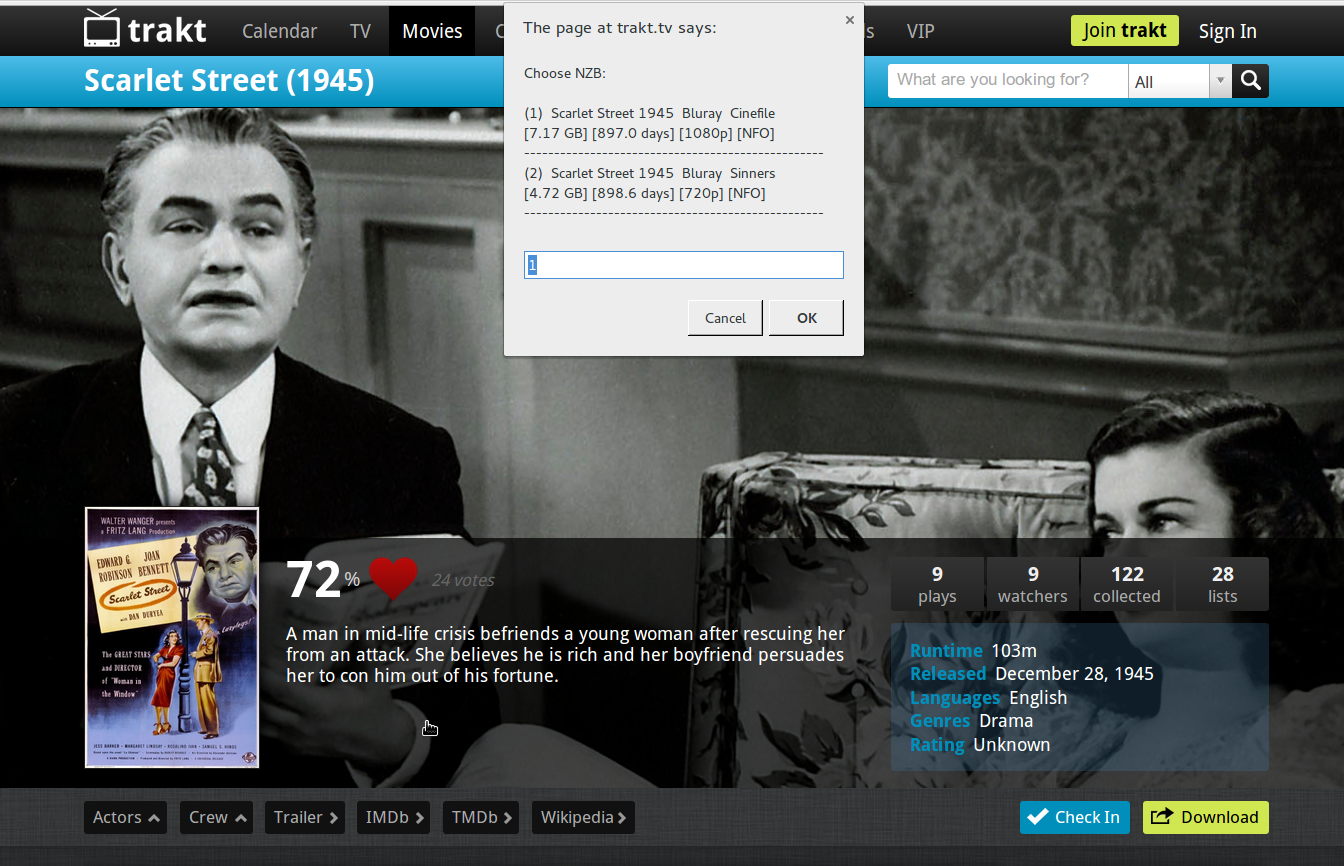 trakt
Calendar
TV
Movies
C
s
VIP
Join trakt
Sign In
The page at trakt.tv says:
×
Choose NZB:
(1) Scarlet Street 1945 Bluray Cinefile
[7.17 GB] [897.0 days] [1080p] [NFO]
--------------------------------------------------
(2) Scarlet Street 1945 Bluray Sinners
[4.72 GB] [898.6 days] [720p] [NFO]
--------------------------------------------------
1
Cancel
OK
Scarlet Street (1945)
What are you looking for?
All
WALTER WANGER presents
a FRITZ LANG Production
EDWARD G. JOAN
ROBINSON BENNETT
Scarlet Street
with DAN DURYEA
The GREAT STARS
and DIRECTOR
of "Woman in
the Window"
72%
24 votes
A man in mid-life crisis befriends a young woman after rescuing her
from an attack. She believes he is rich and her boyfriend persuades
her to con him out of his fortune.
9
plays
9
watchers
122
collected
28
lists
Runtime 103m
Released December 28, 1945
Languages English
Genres Drama
Rating Unknown
Actors
Crew
Trailer
IMDb
TMDb
Wikipedia
Check In
Download